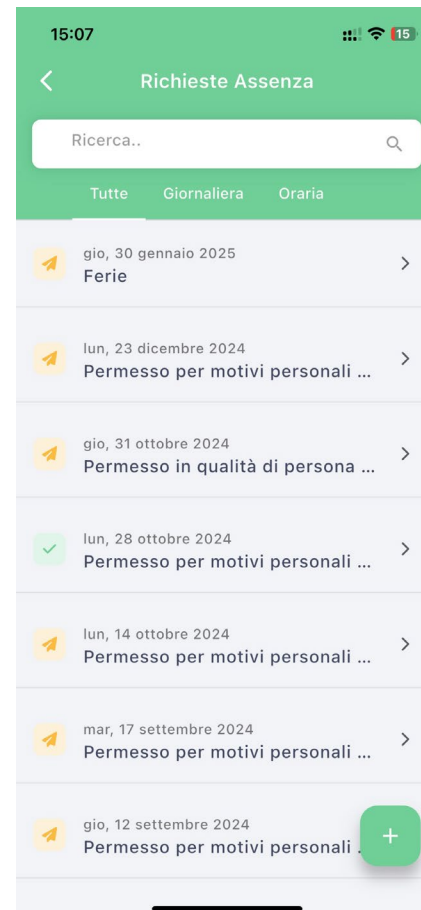 15:07
15
Richieste Assenza
Ricerca..
Tutte Giornaliera Oraria
gio, 30 gennaio 2025
Ferie
lun, 23 dicembre 2024
Permesso per motivi personali ...
gio, 31 ottobre 2024
Permesso in qualità di persona ...
lun, 28 ottobre 2024
Permesso per motivi personali ...
lun, 14 ottobre 2024
Permesso per motivi personali ...
mar, 17 settembre 2024
Permesso per motivi personali ...
gio, 12 settembre 2024
Permesso per motivi personali .
+